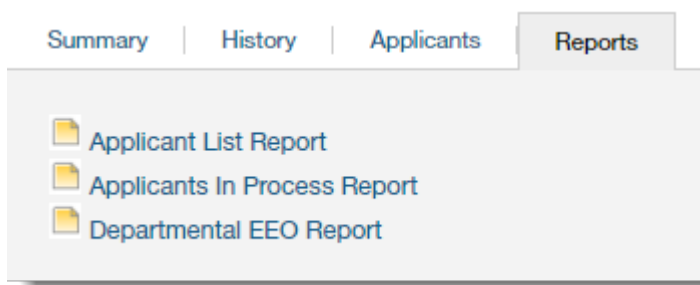 Summary History Applicants Reports
Applicant List Report
Applicants In Process Report
Departmental EEO Report